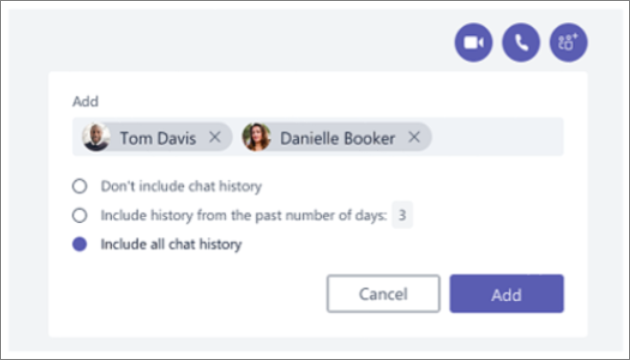 Add
Tom Davis Danielle Booker
Don't include chat history
Include history from the past number of days: 3
Include all chat history
Cancel Add